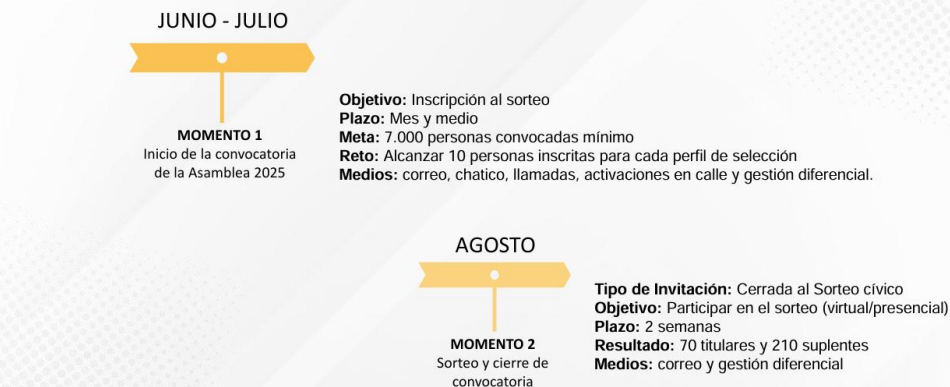 JUNIO - JULIO
MOMENTO 1
Inicio de la convocatoria
de la Asamblea 2025
Objetivo: Inscripción al sorteo
Plazo: Mes y medio
Meta: 7.000 personas convocadas mínimo
Reto: Alcanzar 10 personas inscritas para cada perfil de selección
Medios: correo, chatico, llamadas, activaciones en calle y gestión diferencial.
AGOSTO
MOMENTO 2
Sorteo y cierre de
convocatoria
Tipo de Invitación: Cerrada al Sorteo cívico
Objetivo: Participar en el sorteo (virtual/presencial)
Plazo: 2 semanas
Resultado: 70 titulares y 210 suplentes
Medios: correo y gestión diferencial